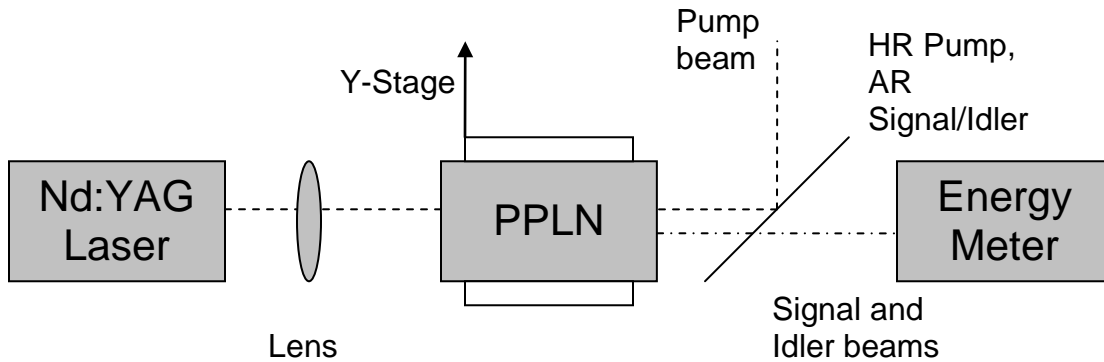 Pump
beam
HR Pump,
AR
Signal/Idler
Y-Stage
Nd:YAG
Laser
PPLN
Energy
Meter
Lens
Signal and
Idler beams